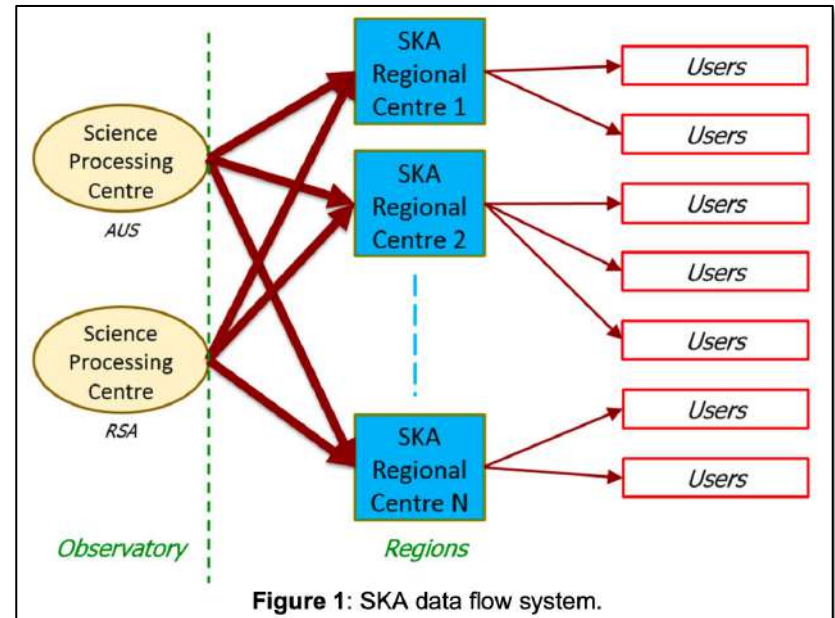 Science
Processing
Centre
AUS
Science
Processing
Centre
RSA
Observatory
SKA
Regional
Centre 1
SKA
Regional
Centre 2
SKA
Regional
Centre N
Regions
Users
Users
Users
Users
Users
Users
Users
Figure 1: SKA data flow system.